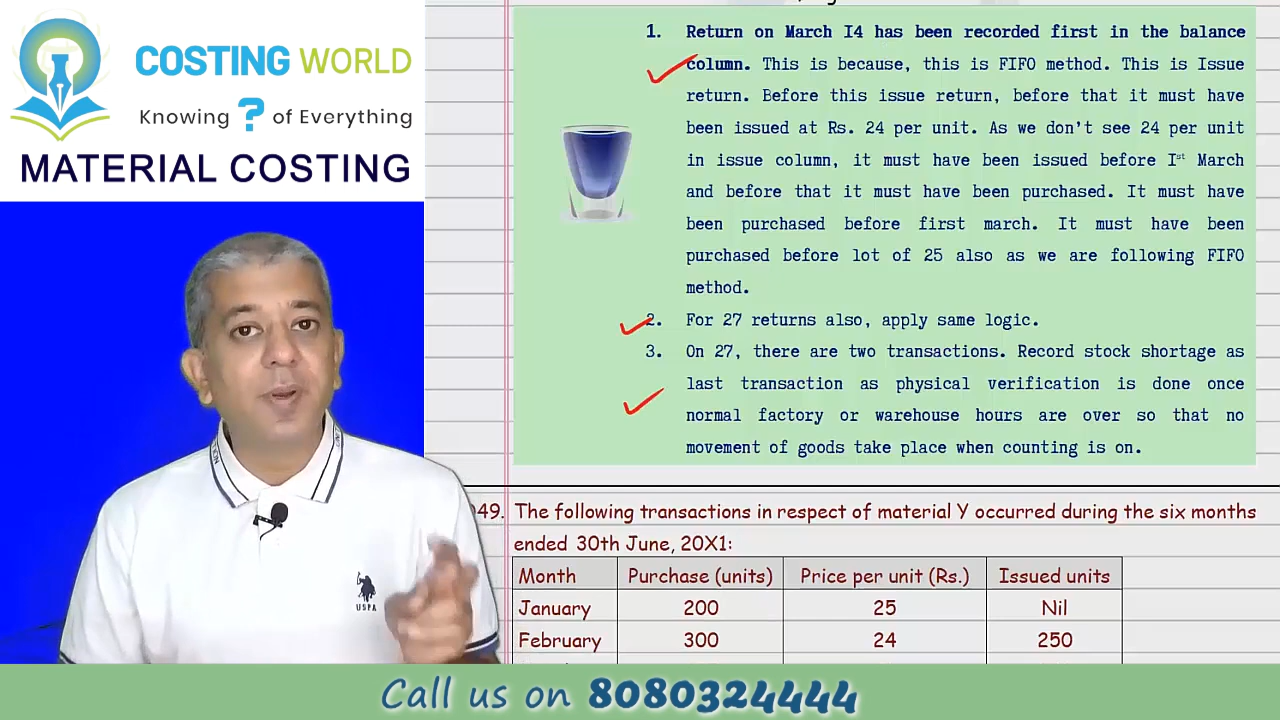 COSTING WORLD
Knowing ? of Everything
MATERIAL COSTING
1. Return on March I4 has been recorded first in the balance
column. This is because, this is FIFO method. This is Issue
return. Before this issue return, before that it must have
been issued at Rs. 24 per unit. As we don't see 24 per unit
in issue column, it must have been issued before Ist March
and before that it must have been purchased. It must have
been purchased before first march. It must have been
purchased before lot of 25 also as we are following FIFO
method.
2. For 27 returns also, apply same logic.
3. On 27, there are two transactions. Record stock shortage as
last transaction as physical verification is done once
normal factory or warehouse hours are over so that no
movement of goods take place when counting is on.
49. The following transactions in respect of material Y occurred during the six months
ended 30th June, 20X1:
Month Purchase (units) Price per unit (Rs.) Issued units
January 200 25 Nil
February 300 24 250
USPA
Call us on 8080324444